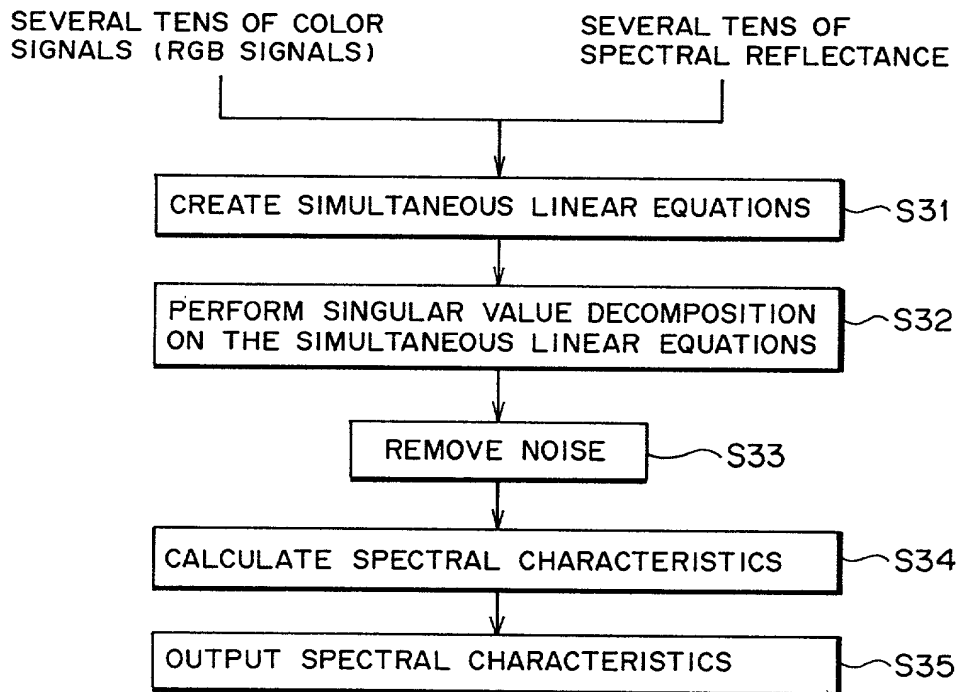 SEVERAL TENS OF COLOR
SIGNALS (RGB SIGNALS)
SEVERAL TENS OF
SPECTRAL REFLECTANCE
CREATE SIMULTANEOUS LINEAR EQUATIONS
S31
PERFORM SINGULAR VALUE DECOMPOSITION
ON THE SIMULTANEOUS LINEAR EQUATIONS
S32
REMOVE NOISE
S33
CALCULATE SPECTRAL CHARACTERISTICS
S34
OUTPUT SPECTRAL CHARACTERISTICS
S35